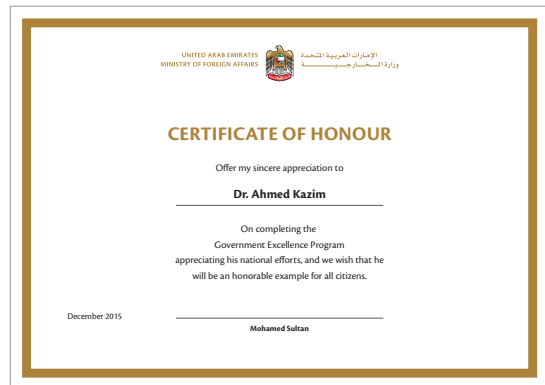 UNITED ARAB EMIRATES
MINISTRY OF FOREIGN AFFAIRS
الإمارات العربية المتحدة
وزارة الـــخـــارجـــيـــــة
CERTIFICATE OF HONOUR
Offer my sincere appreciation to
Dr. Ahmed Kazim
On completing the
Government Excellence Program
appreciating his national efforts, and we wish that he
will be an honorable example for all citizens.
December 2015
Mohamed Sultan